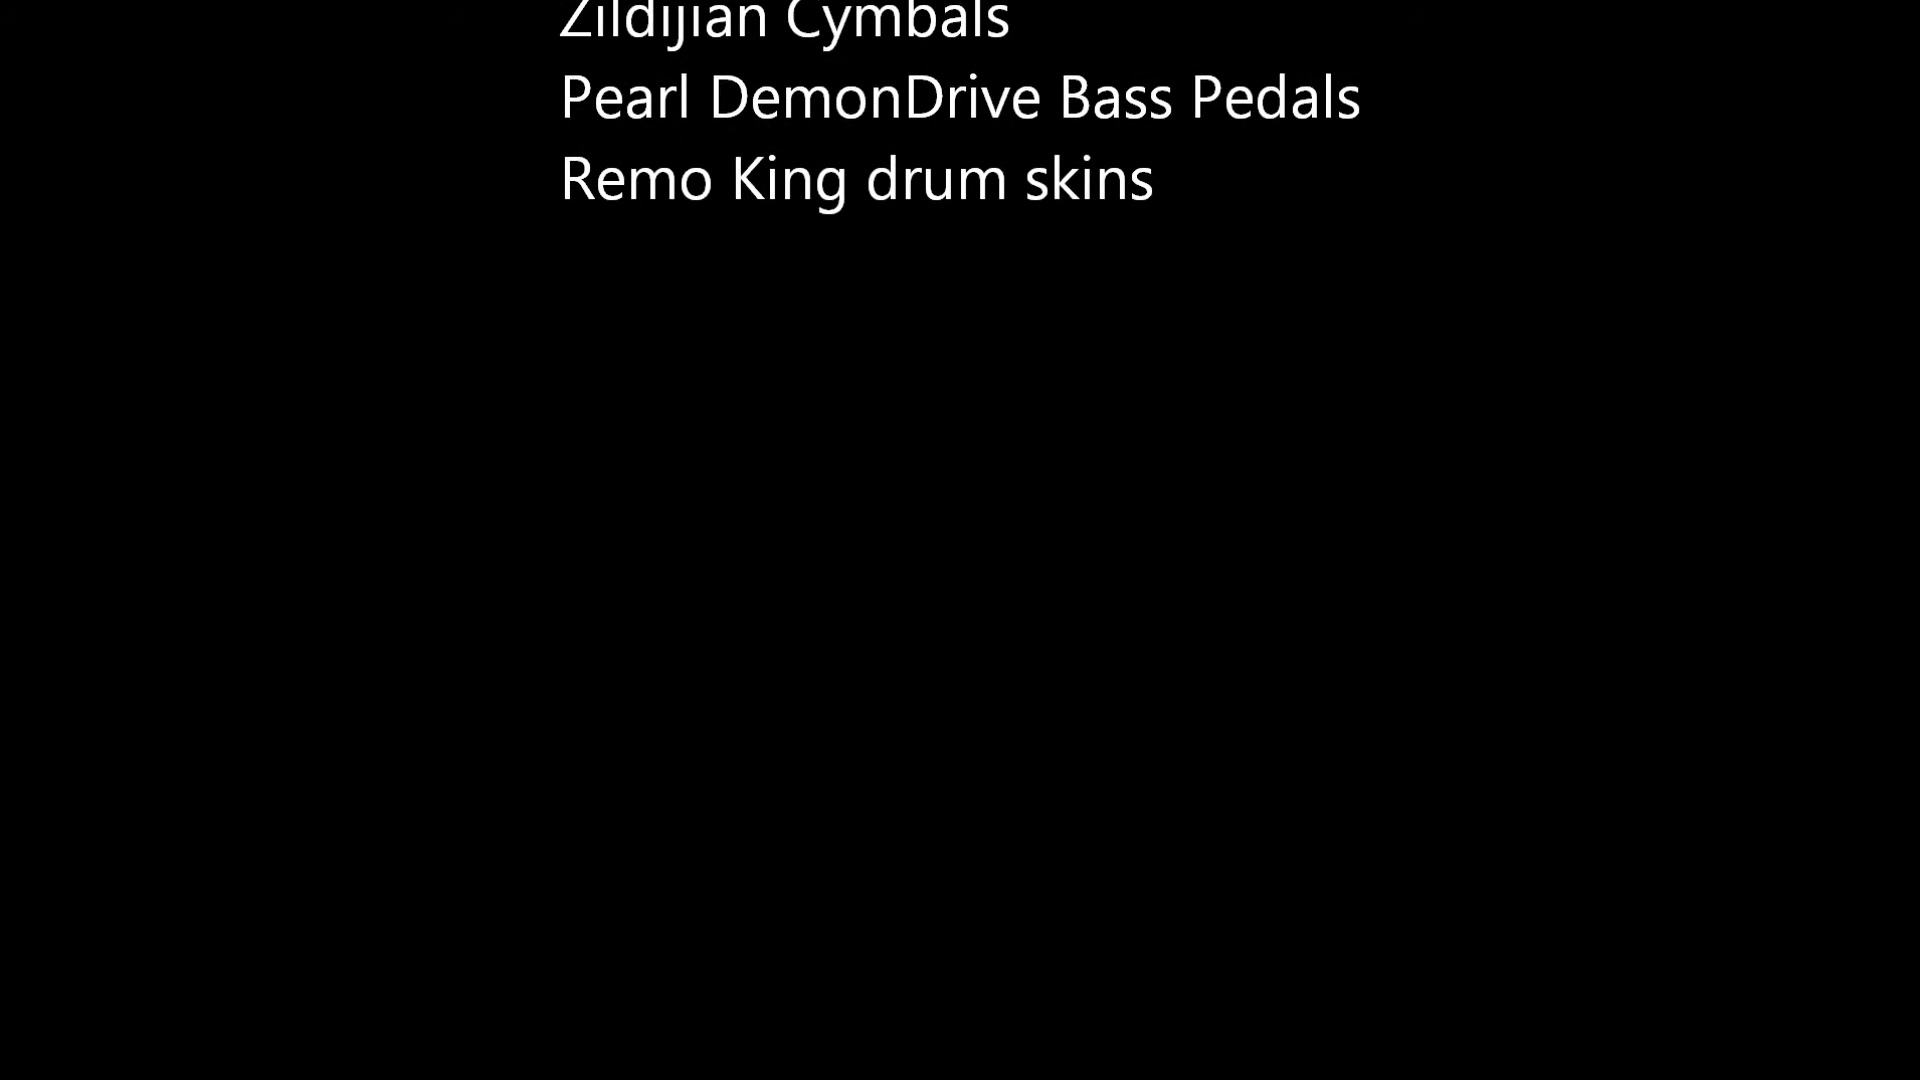 Zildijian Cymbals
Pearl DemonDrive Bass Pedals
Remo King drum skins